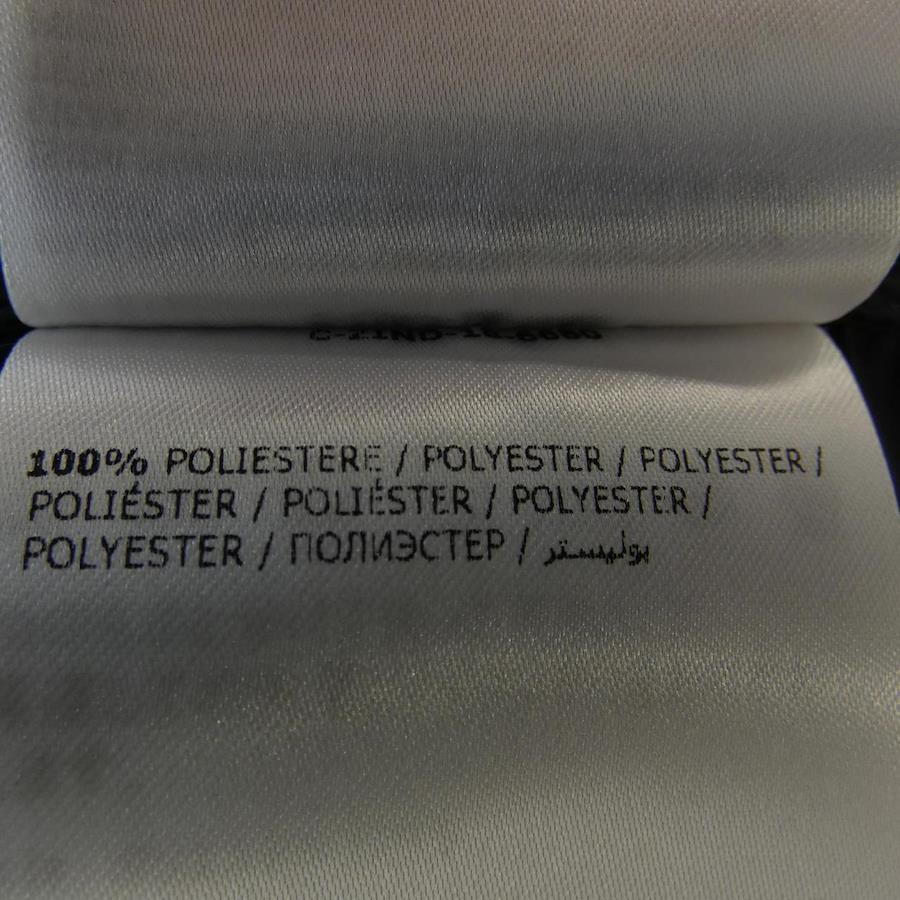 100% POLIESTERE / POLYESTER / POLYESTER /
POLIÉSTER / POLIÉSTER / POLYESTER /
POLYESTER / ПОЛИЭСТЕР / بوليستر